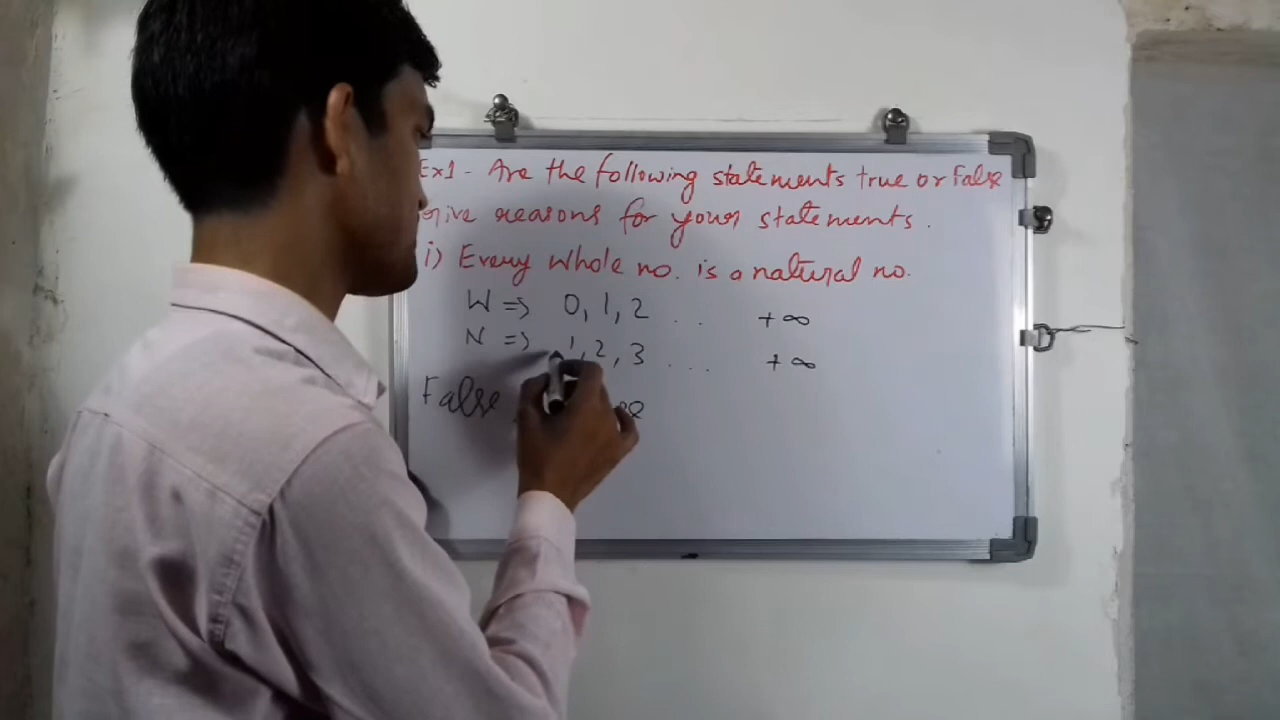 Ex1 - Are the following statements true or False
Give reasons for your statements.
i) Every whole no. is a natural no.
W => 0, 1, 2 . . . +∞
N => 1, 2, 3 . . . +∞
False